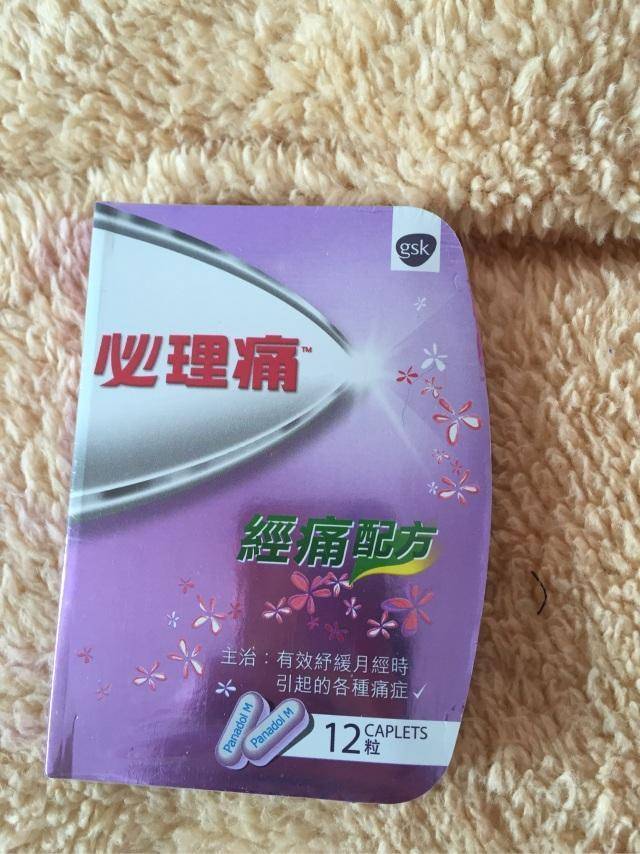 gsk
必理痛™
經痛配方
主治：有效紓緩月經時
引起的各種痛症✓
Panadol M
Panadol M
12 CAPLETS
粒